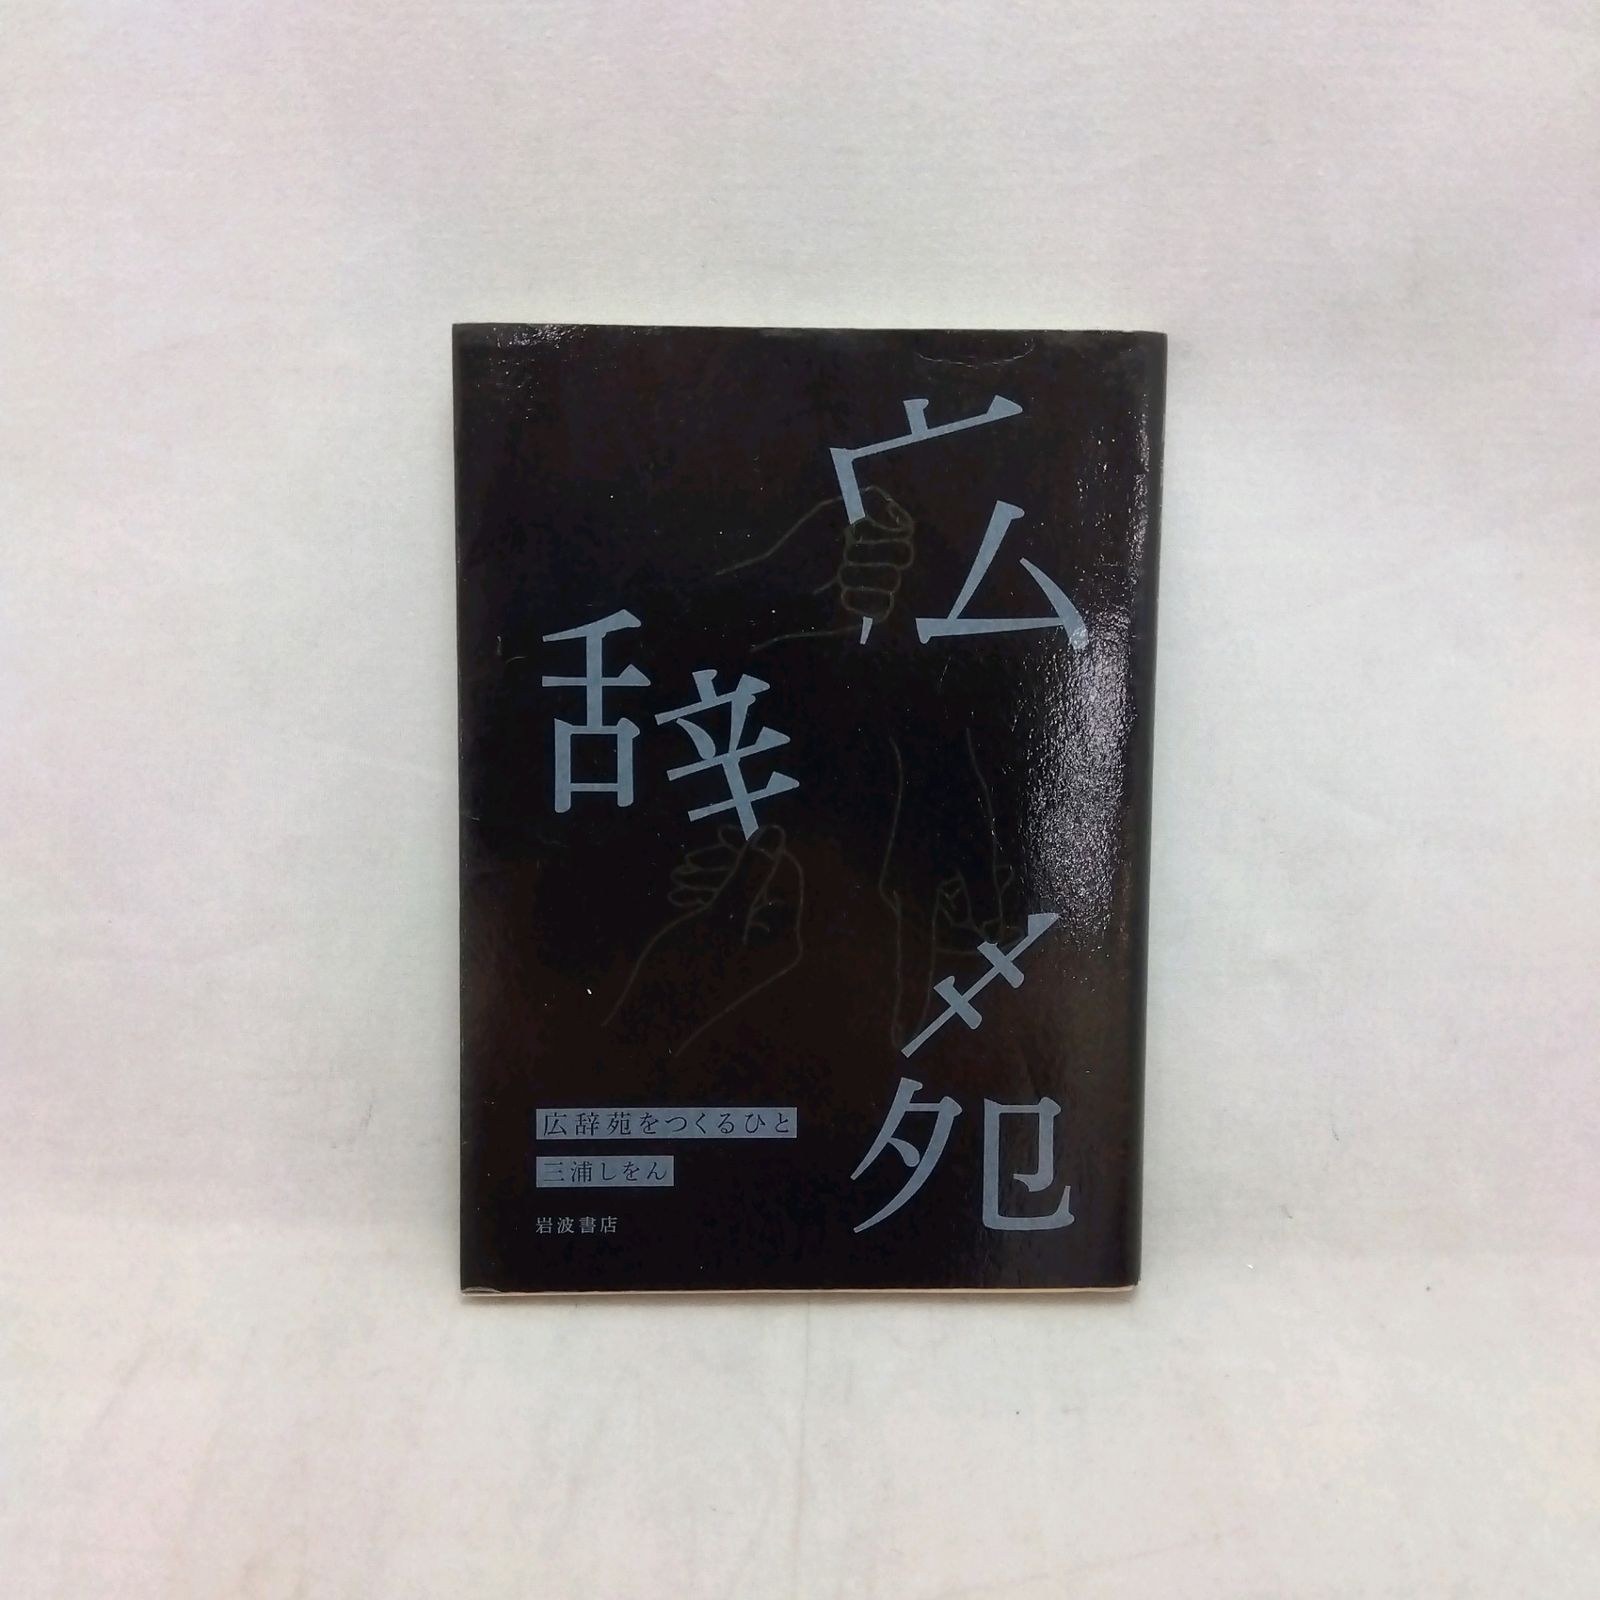 広
辞
苑
広辞苑をつくるひと
三浦しをん
岩波書店